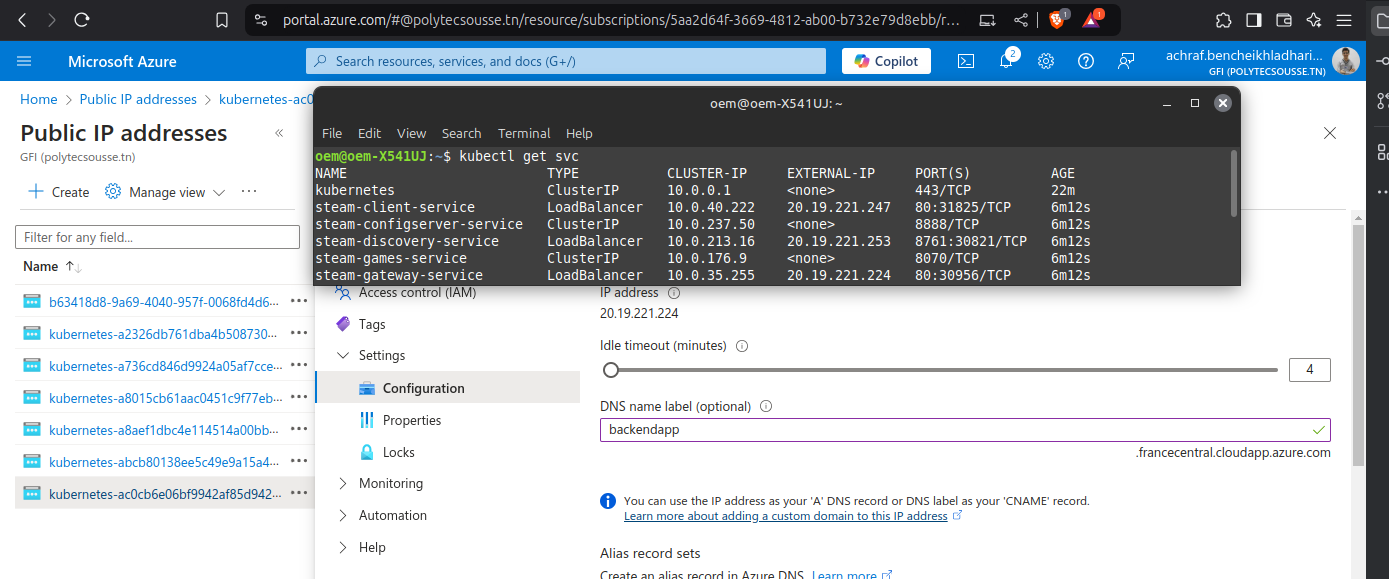 portal.azure.com/#@polytecsousse.tn/resource/subscriptions/5aa2d64f-3669-4812-ab00-b732e79d8ebb/r...
1
1
Microsoft Azure
Search resources, services, and docs (G+/)
Copilot
2
achraf.bencheikhladhari...
GFI (POLYTECSOUSSE.TN)
Home > Public IP addresses > kubernetes-ac0
Public IP addresses
«
GFI (polytecsousse.tn)
Create
Manage view
...
Filter for any field...
Name
b63418d8-9a69-4040-957f-0068fd4d6...
kubernetes-a2326db761dba4b508730...
kubernetes-a736cd846d9924a05af7cce...
kubernetes-a8015cb61aac0451c9f77eb...
kubernetes-a8aef1dbc4e114514a00bb...
kubernetes-abcb80138ee5c49e9a15a4...
kubernetes-ac0cb6e06bf9942af85d942...
oem@oem-X541UJ: ~
File Edit View Search Terminal Help
oem@oem-X541UJ:~$ kubectl get svc
NAME TYPE CLUSTER-IP EXTERNAL-IP PORT(S) AGE
kubernetes ClusterIP 10.0.0.1 <none> 443/TCP 22m
steam-client-service LoadBalancer 10.0.40.222 20.19.221.247 80:31825/TCP 6m12s
steam-configserver-service ClusterIP 10.0.237.50 <none> 8888/TCP 6m12s
steam-discovery-service LoadBalancer 10.0.213.16 20.19.221.253 8761:30821/TCP 6m12s
steam-games-service ClusterIP 10.0.176.9 <none> 8070/TCP 6m12s
steam-gateway-service LoadBalancer 10.0.35.255 20.19.221.224 80:30956/TCP 6m12s
Access control (IAM)
Tags
Settings
Configuration
Properties
Locks
Monitoring
Automation
Help
IP address
20.19.221.224
Idle timeout (minutes)
4
DNS name label (optional)
backendapp
.francecentral.cloudapp.azure.com
You can use the IP address as your 'A' DNS record or DNS label as your 'CNAME' record.
Learn more about adding a custom domain to this IP address
Alias record sets
Create an alias record in Azure DNS. Learn more